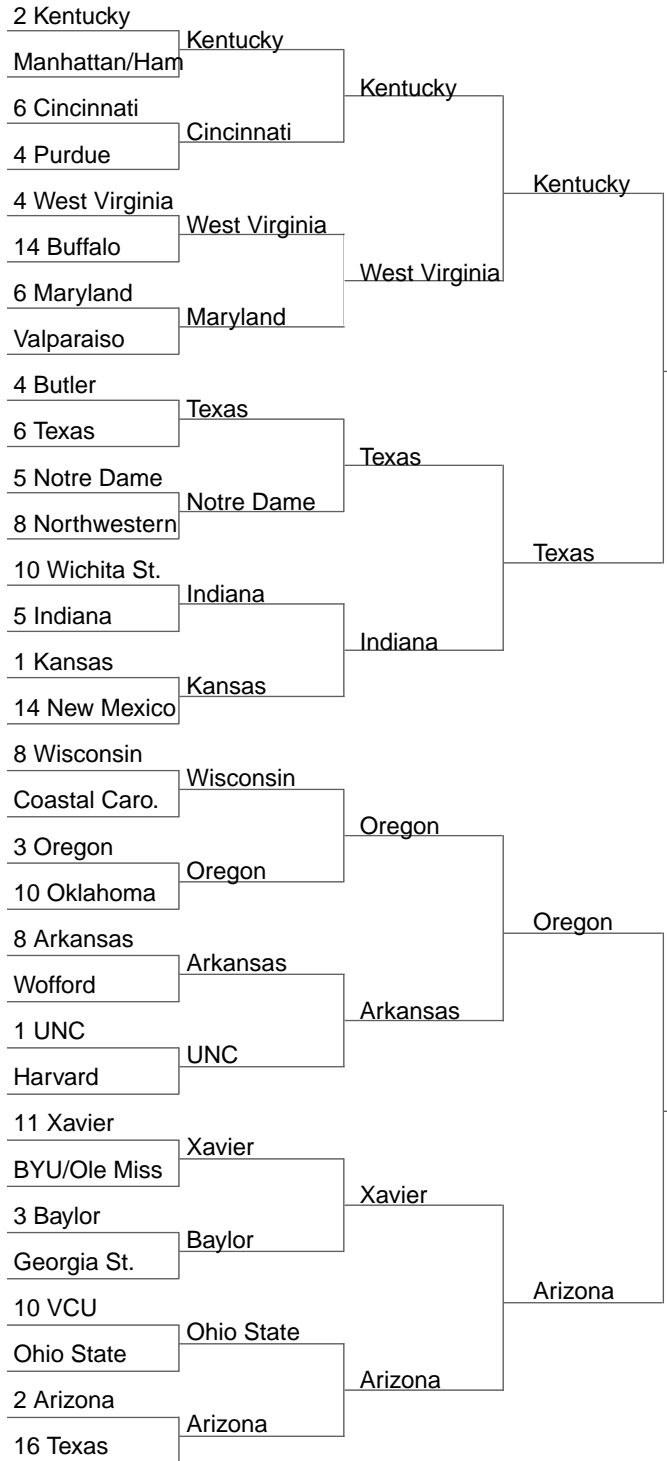 2 Kentucky
Manhattan/Ham
6 Cincinnati
4 Purdue
4 West Virginia
14 Buffalo
6 Maryland
Valparaiso
4 Butler
6 Texas
5 Notre Dame
8 Northwestern
10 Wichita St.
5 Indiana
1 Kansas
14 New Mexico
8 Wisconsin
Coastal Caro.
3 Oregon
10 Oklahoma
8 Arkansas
Wofford
1 UNC
Harvard
11 Xavier
BYU/Ole Miss
3 Baylor
Georgia St.
10 VCU
Ohio State
2 Arizona
16 Texas
Kentucky
Cincinnati
West Virginia
Maryland
Texas
Notre Dame
Indiana
Kansas
Wisconsin
Oregon
Arkansas
UNC
Xavier
Baylor
Ohio State
Arizona
Kentucky
West Virginia
Texas
Indiana
Oregon
Arkansas
Xavier
Arizona
Kentucky
Texas
Oregon
Arizona